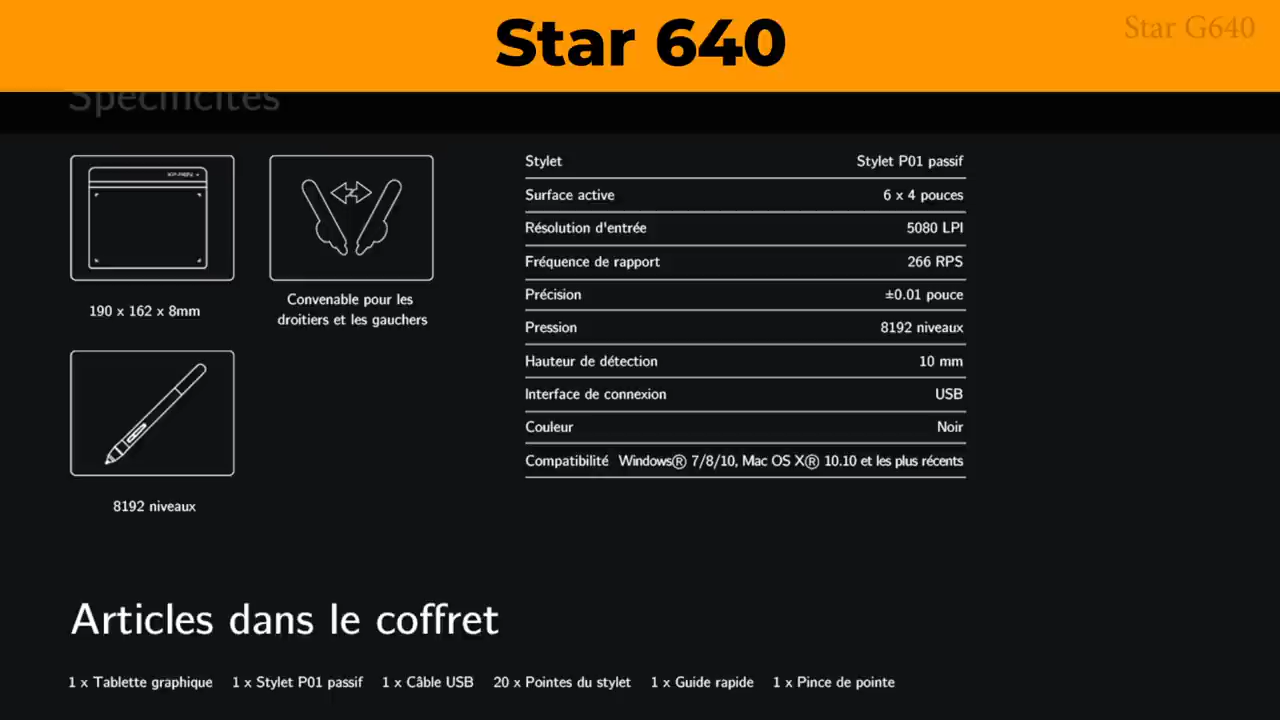 Star 640
Star G640
Spécificités
190 x 162 x 8mm
Convenable pour les
droitiers et les gauchers
8192 niveaux
Stylet Stylet P01 passif
Surface active 6 x 4 pouces
Résolution d'entrée 5080 LPI
Fréquence de rapport 266 RPS
Précision ±0.01 pouce
Pression 8192 niveaux
Hauteur de détection 10 mm
Interface de connexion USB
Couleur Noir
Compatibilité Windows® 7/8/10, Mac OS X® 10.10 et les plus récents
Articles dans le coffret
1 x Tablette graphique 1 x Stylet P01 passif 1 x Câble USB 20 x Pointes du stylet 1 x Guide rapide 1 x Pince de pointe